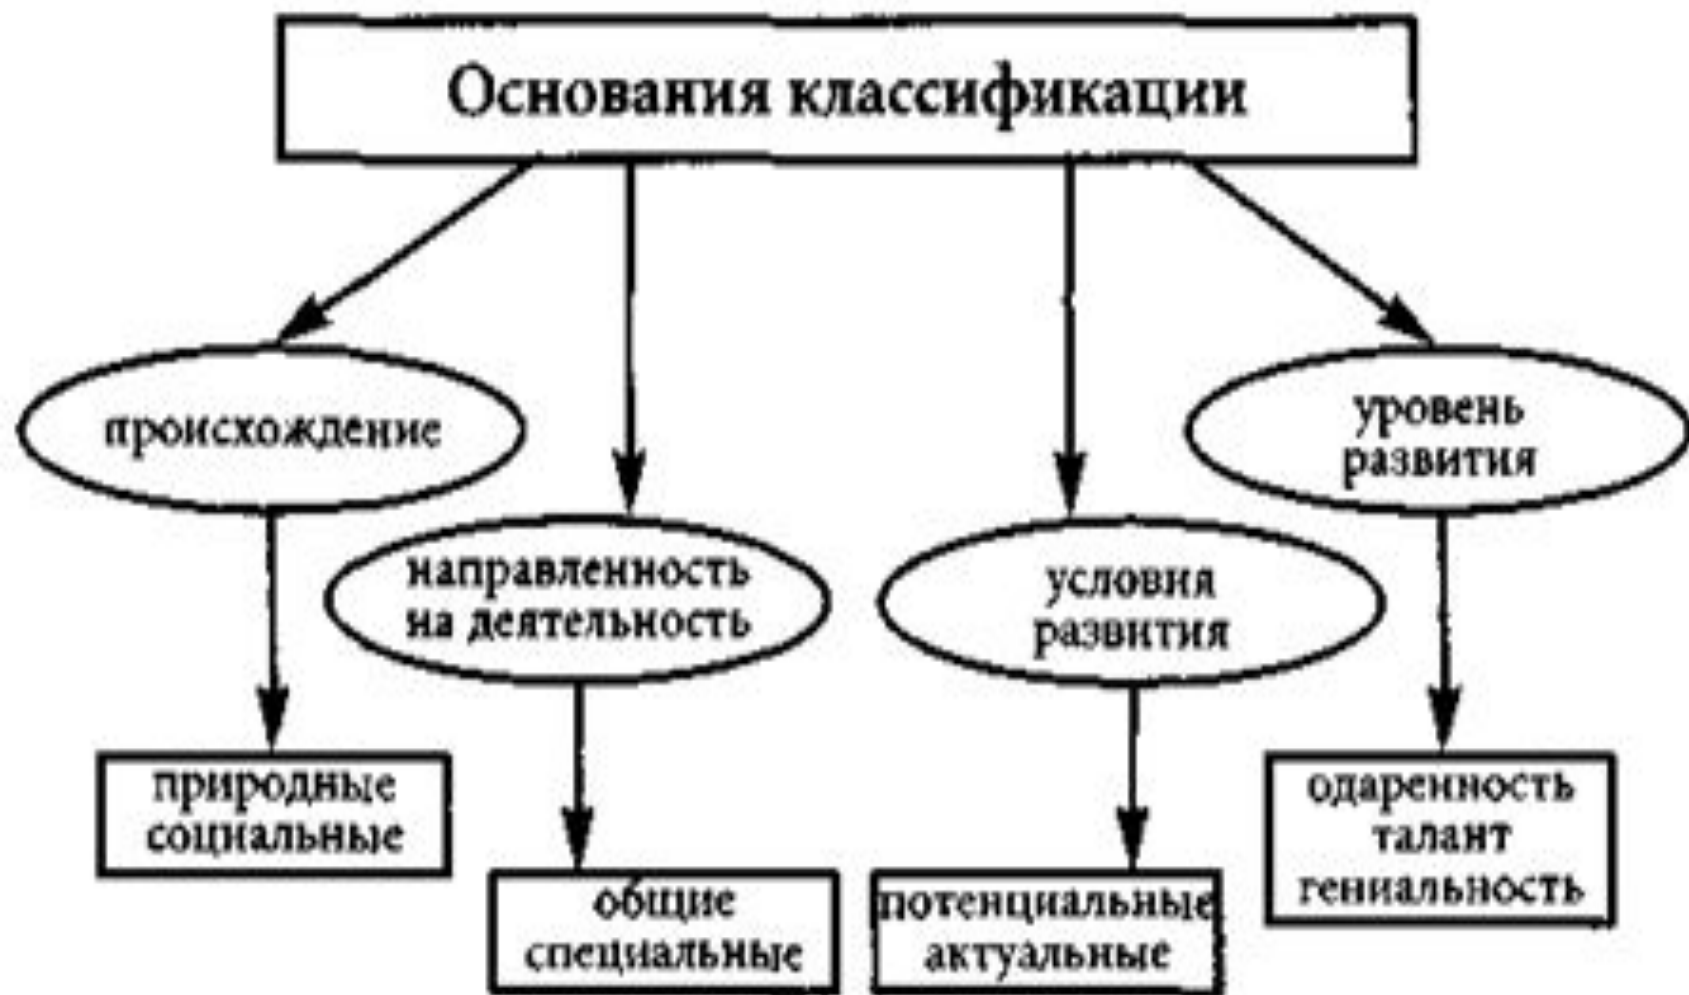 Основания классификации
происхождение
уровень
развития
направленность
на деятельность
условия
развития
природные
социальные
одаренность
талант
гениальность
общие
специальные
потенциальные
актуальные